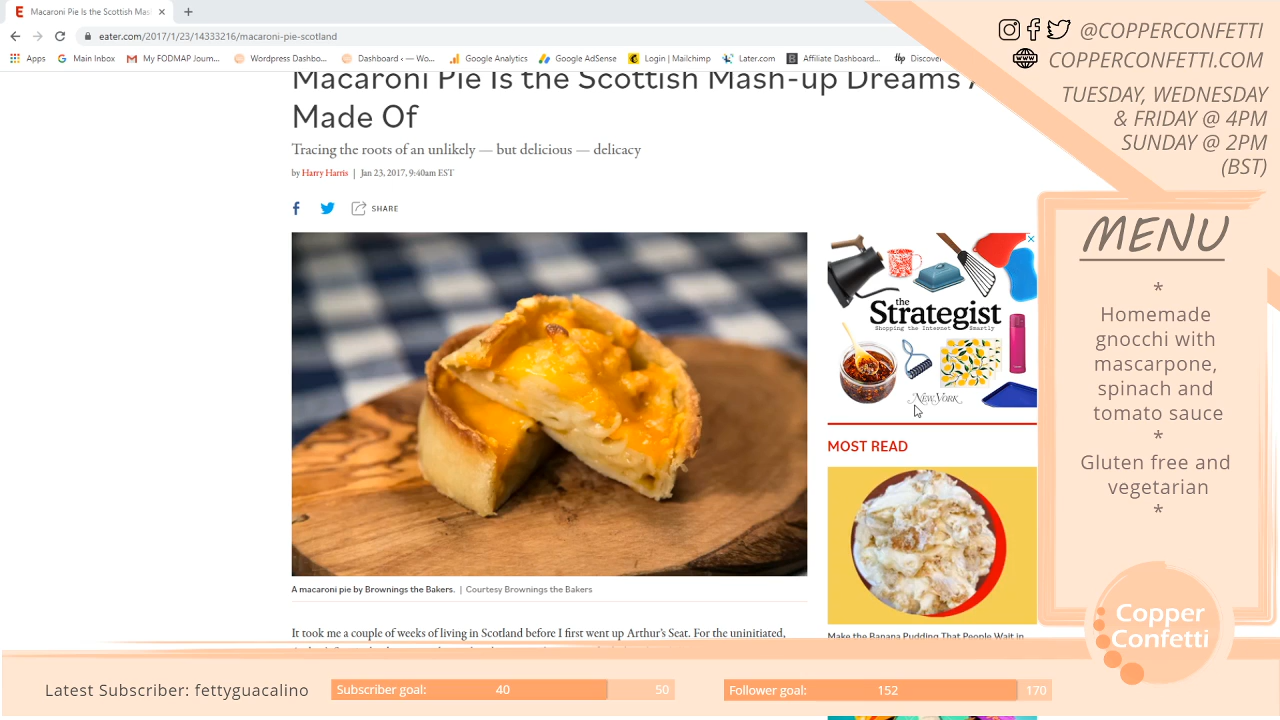 Macaroni Pie Is the Scottish Mas
eater.com/2017/1/23/14333216/macaroni-pie-scotland
Apps
Main Inbox
My FODMAP Journ...
Wordpress Dashbo...
Dashboard ‹ — Wo...
Google Analytics
Google AdSense
Login | Mailchimp
Later.com
Affiliate Dashboard...
Discover
Macaroni Pie Is the Scottish Mash-up Dreams
Made Of
Tracing the roots of an unlikely — but delicious — delicacy
by Harry Harris | Jan 23, 2017, 9:40am EST
SHARE
the
Strategist
Shopping the Internet Smartly
NEW YORK
A macaroni pie by Brownings the Bakers. | Courtesy Brownings the Bakers
It took me a couple of weeks of living in Scotland before I first went up Arthur's Seat. For the uninitiated,
MOST READ
Make the Banana Pudding That People Wait in
@COPPERCONFETTI
COPPERCONFETTI.COM
TUESDAY, WEDNESDAY
& FRIDAY @ 4PM
SUNDAY @ 2PM
(BST)
MENU
*
Homemade
gnocchi with
mascarpone,
spinach and
tomato sauce
*
Gluten free and
vegetarian
*
Copper
Confetti
Latest Subscriber: fettyguacalino
Subscriber goal: 40 50
Follower goal: 152 170